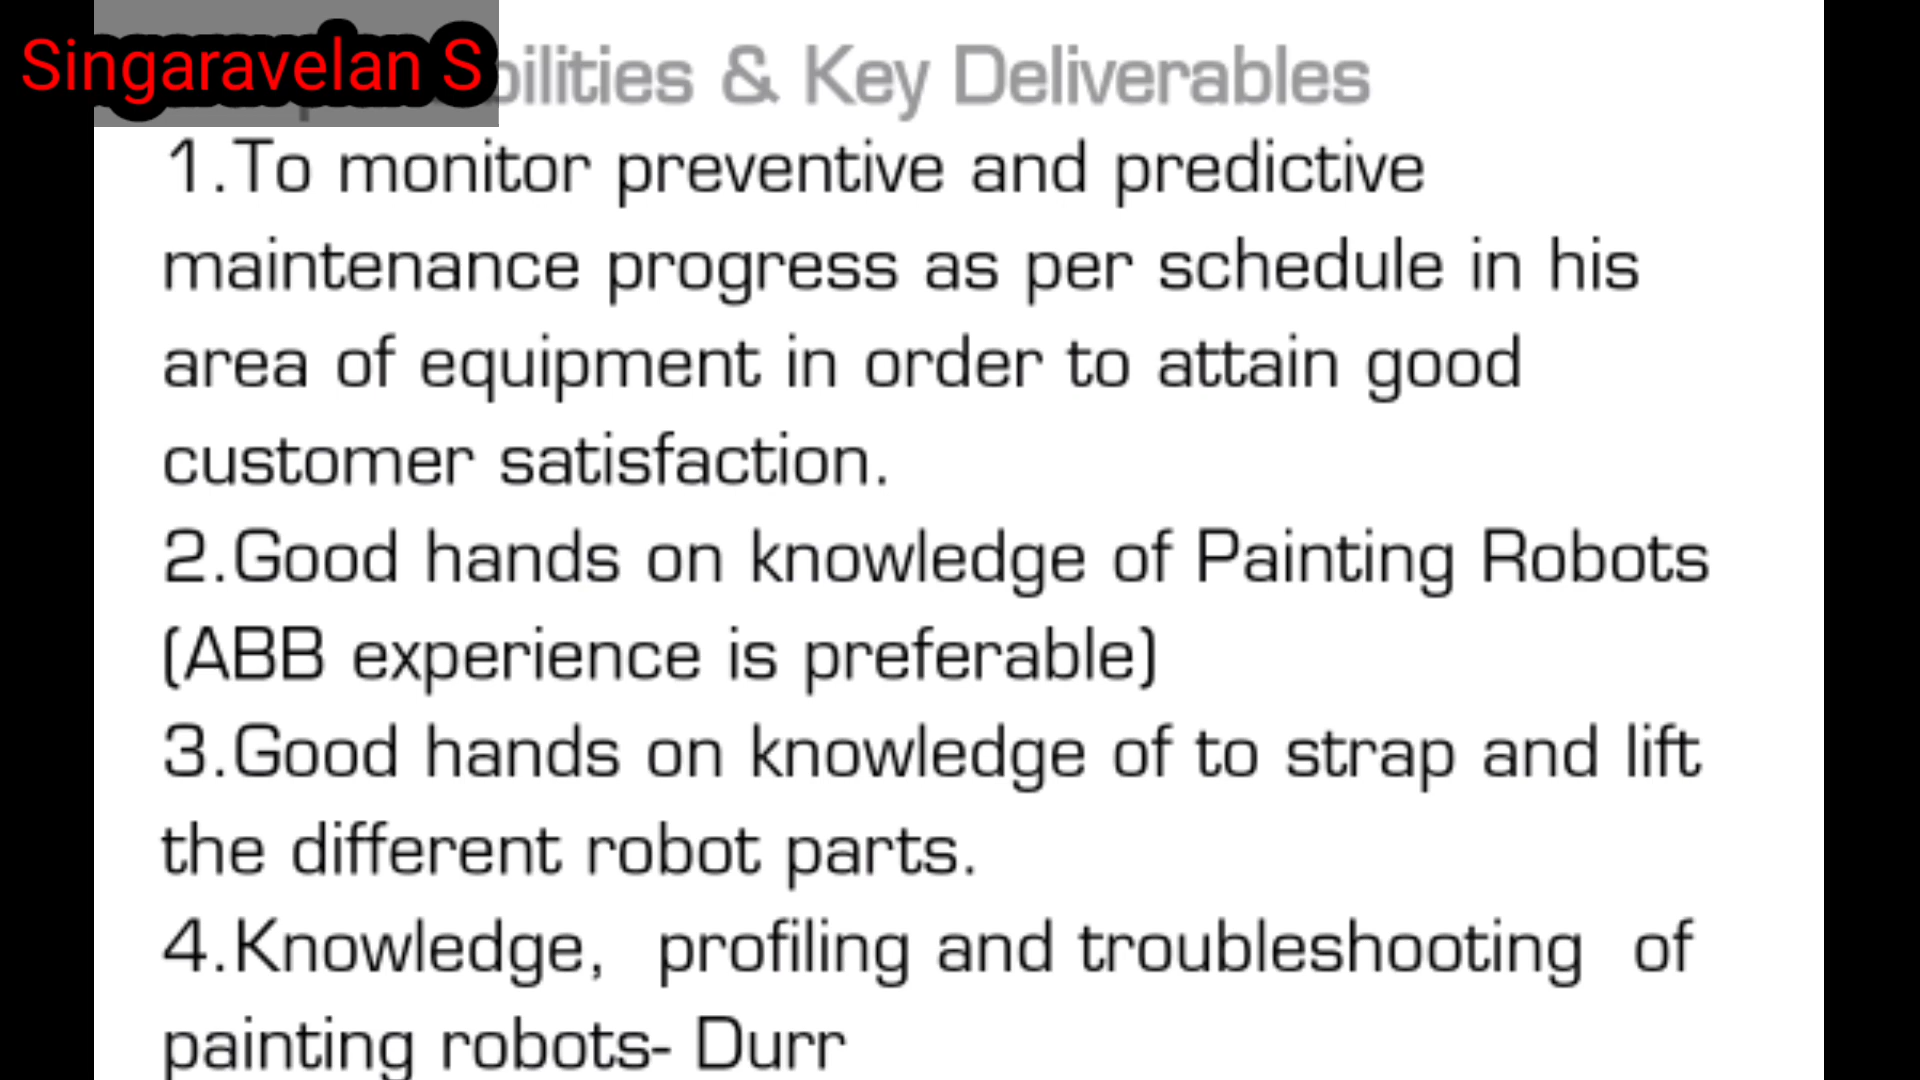 Singaravelan S
bilities & Key Deliverables
1.To monitor preventive and predictive
maintenance progress as per schedule in his
area of equipment in order to attain good
customer satisfaction.
2.Good hands on knowledge of Painting Robots
(ABB experience is preferable)
3.Good hands on knowledge of to strap and lift
the different robot parts.
4.Knowledge,  profiling and troubleshooting  of
painting robots- Durr